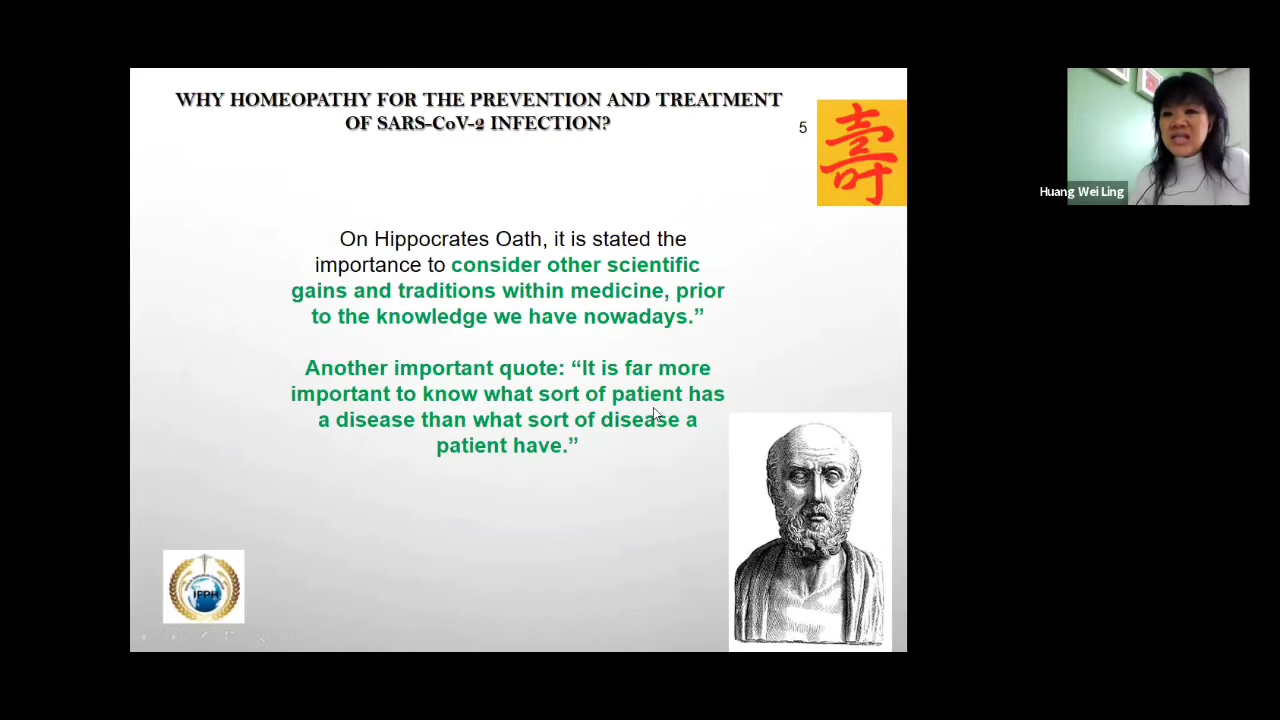 WHY HOMEOPATHY FOR THE PREVENTION AND TREATMENT
OF SARS-CoV-2 INFECTION?
5
壽
On Hippocrates Oath, it is stated the
importance to consider other scientific
gains and traditions within medicine, prior
to the knowledge we have nowadays.”
Another important quote: “It is far more
important to know what sort of patient has
a disease than what sort of disease a
patient have.”
IFPH
Huang Wei Ling